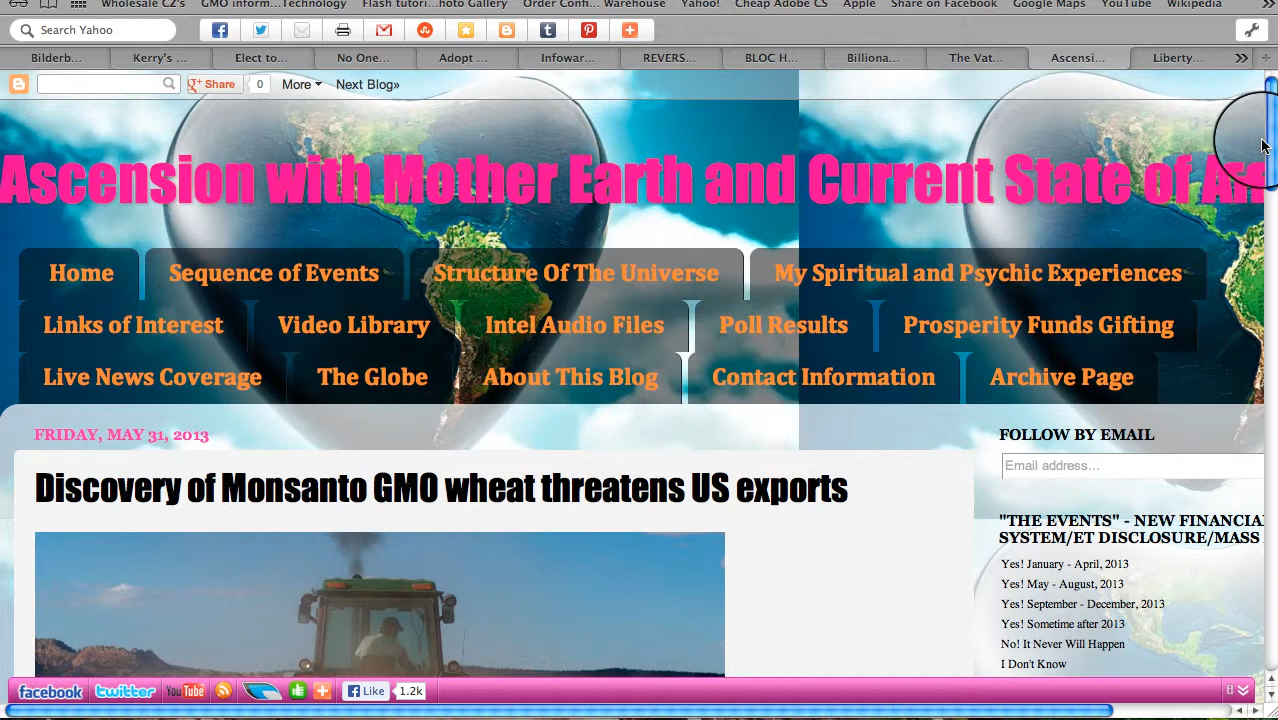 Wholesale CZ's GMO inform...Technology Flash tutori...hoto Gallery Order Conf... Warehouse Yahoo! Cheap Adobe CS Apple Share on Facebook Google Maps YouTube Wikipedia
Search Yahoo
Bilderb... Kerry's ... Elect to... No One... Adopt ... Infowar... REVERS... BLOC H... Billiona... The Vat... Ascensi... Liberty...
Share 0 More Next Blog»
Ascension with Mother Earth and Current State of
Home Sequence of Events Structure Of The Universe My Spiritual and Psychic Experiences
Links of Interest Video Library Intel Audio Files Poll Results Prosperity Funds Gifting
Live News Coverage The Globe About This Blog Contact Information Archive Page
FRIDAY, MAY 31, 2013
Discovery of Monsanto GMO wheat threatens US exports
FOLLOW BY EMAIL
Email address...
"THE EVENTS" - NEW FINANCIA
SYSTEM/ET DISCLOSURE/MASS
Yes! January - April, 2013
Yes! May - August, 2013
Yes! September - December, 2013
Yes! Sometime after 2013
No! It Never Will Happen
I Don't Know
facebook twitter YouTube Like 1.2k